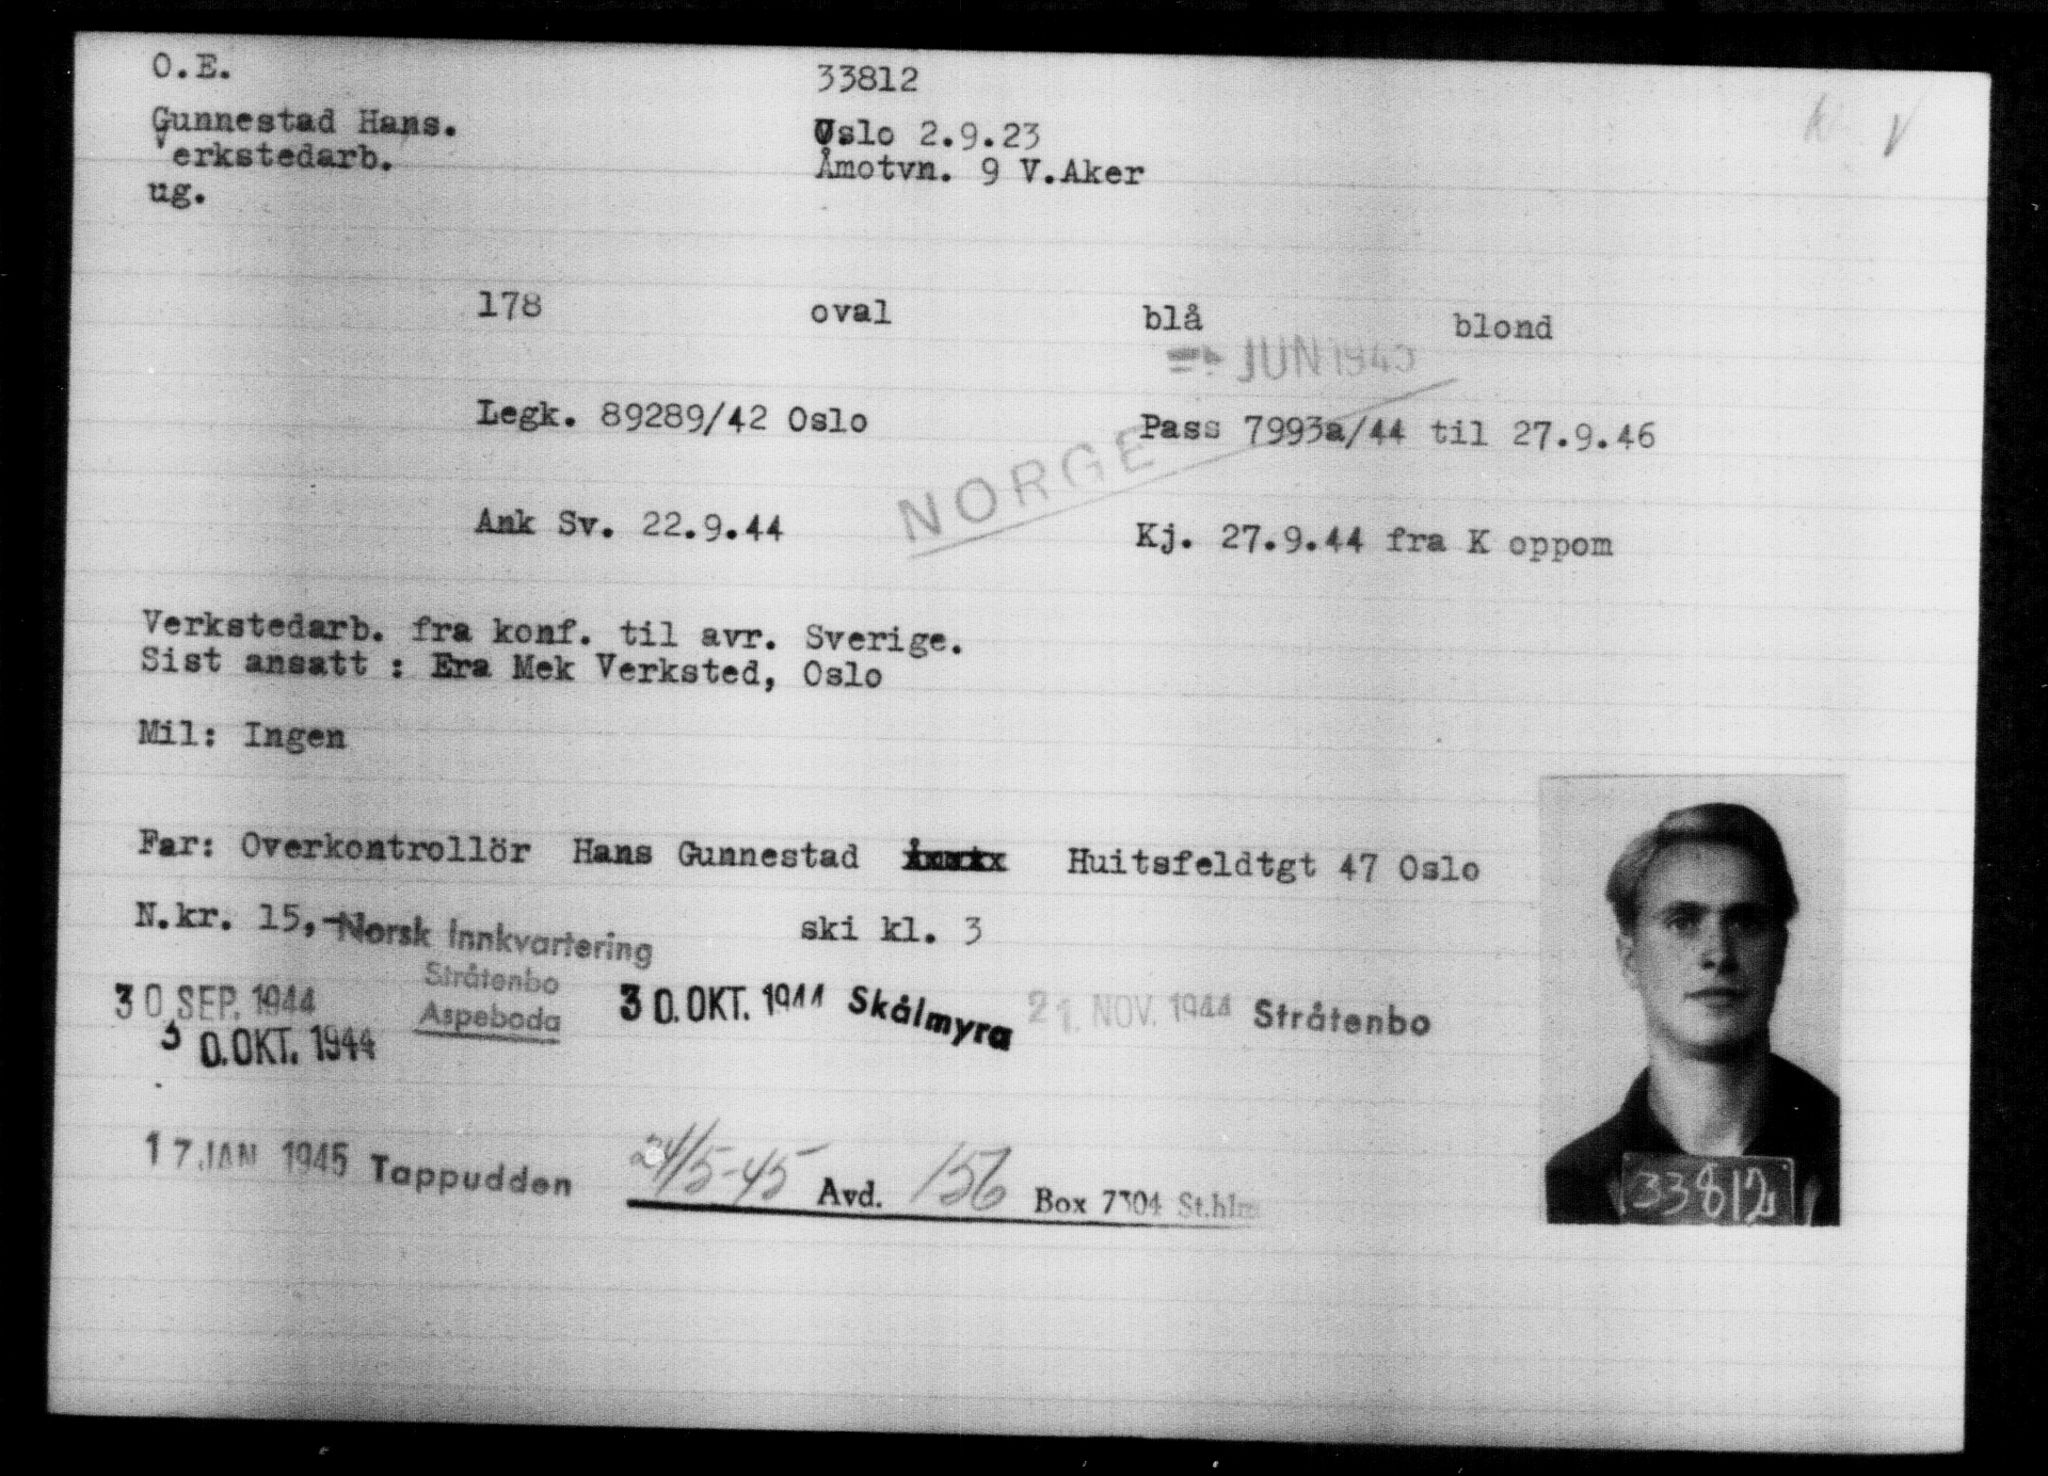 O.E. 33812
Gunnestad Hans. Oslo 2.9.23
Verkstedarb. Åmotvn. 9 V.Aker
ug.
178 oval blå blond
JUN 1945
Legk. 89289/42 Oslo Pass 7993a/44 til 27.9.46
NORGE
Ank Sv. 22.9.44 Kj. 27.9.44 fra K oppom
Verkstedarb. fra konf. til avr. Sverige.
Sist ansatt : Era Mek Verksted, Oslo
Mil: Ingen
Far: Overkontrollör Hans Gunnestad Huitsfeldtgt 47 Oslo
N.kr. 15,- Norsk Innkvartering ski kl. 3
Stråtenbo
30 SEP. 1944 Aspeboda 30. OKT. 1944 Skålmyra 21. NOV. 1944 Stråtenbo
30. OKT. 1944
17 JAN 1945 Tappudden 24/5-45 Avd. 156 Box 7304 St.hlm
33812